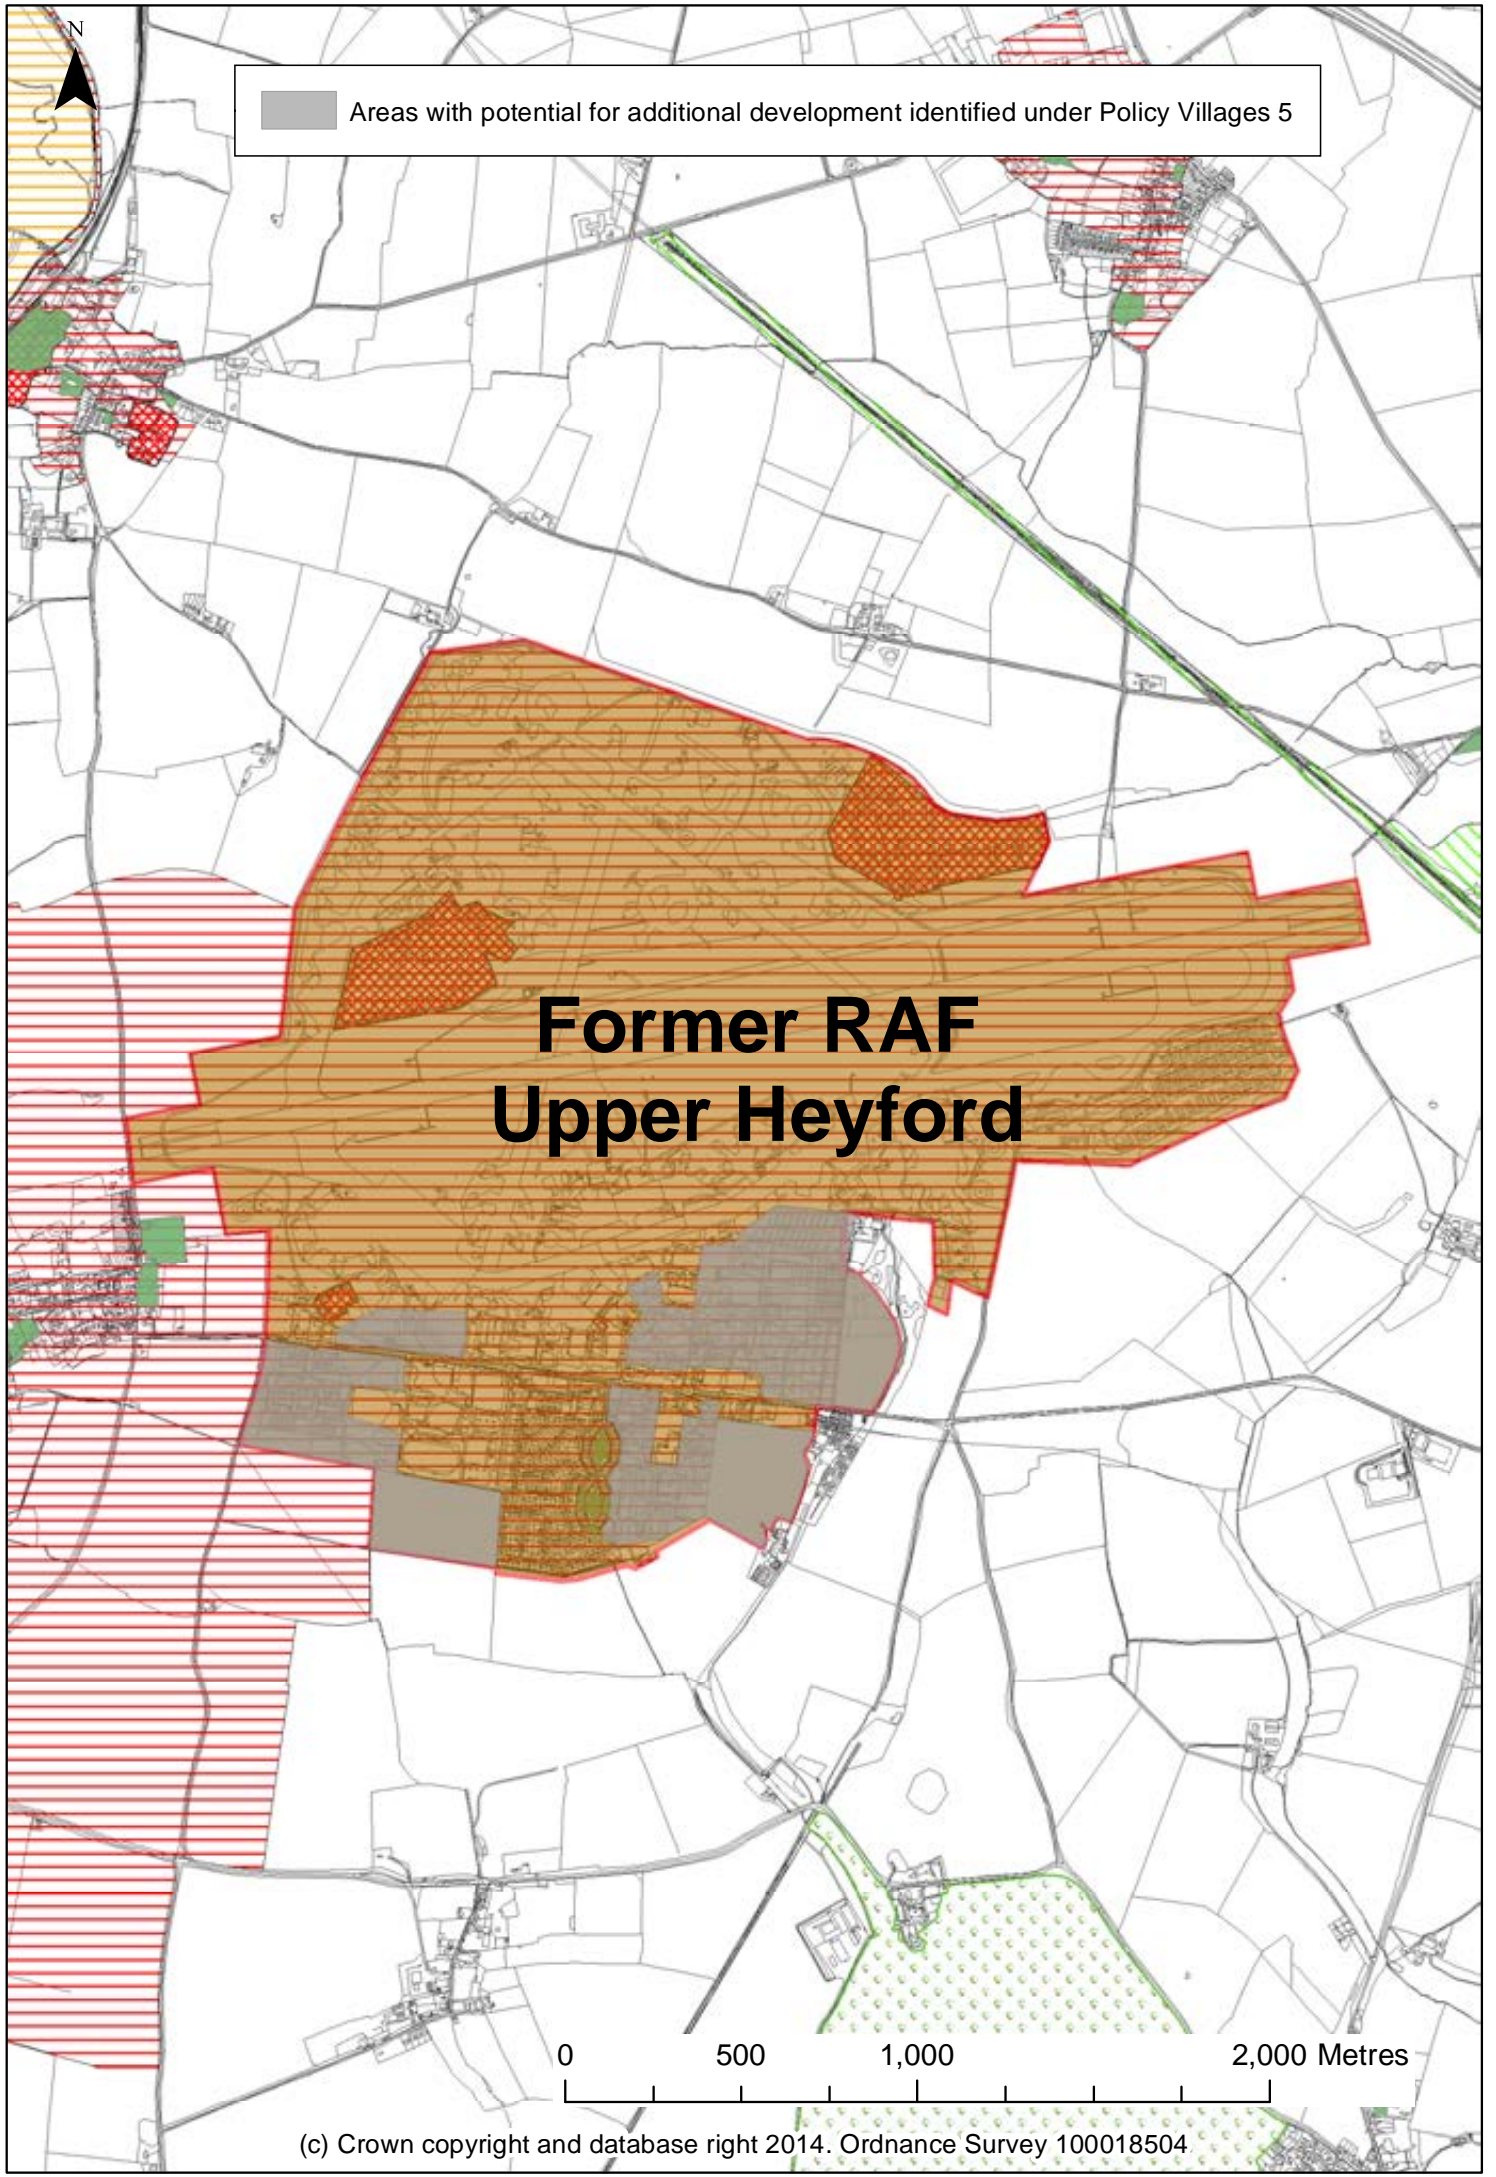 N
Areas with potential for additional development identified under Policy Villages 5
Former RAF
Upper Heyford
0 500 1,000 2,000 Metres
(c) Crown copyright and database right 2014. Ordnance Survey 100018504